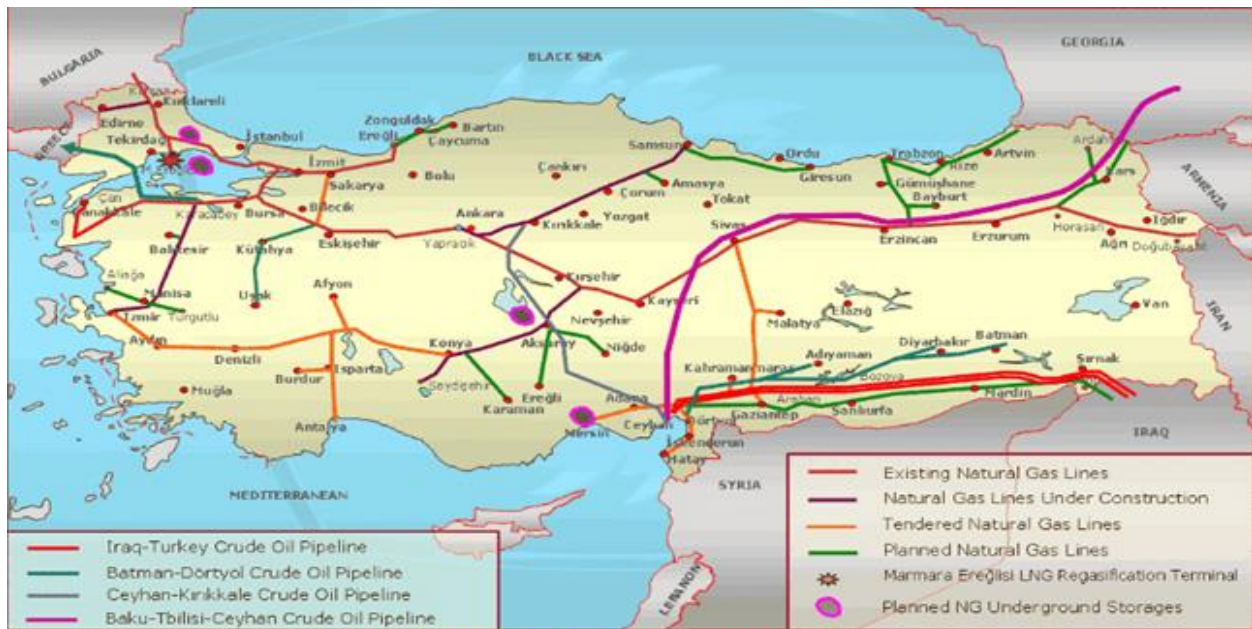 BULGARIA
BLACK SEA
GEORGIA
Kırklareli
Edirne
Tekirdağ
İstanbul
Zonguldak
Ereğli
Bartın
Çaycuma
Samsun
Ordu
Giresun
Trabzon
Rize
Artvin
Kars
ARMENIA
İzmit
Sakarya
Bolu
Çankırı
Çorum
Amasya
Tokat
Gümüşhane
Bayburt
Çan
Çanakkale
Karacabey
Bursa
Bilecik
Eskişehir
Ankara
Yapracık
Kırıkkale
Yozgat
Sivas
Erzincan
Erzurum
Horasan
Iğdır
Ağrı
Balıkesir
Kütahya
Uşak
Afyon
Kırşehir
Kayseri
Nevşehir
Malatya
Elazığ
Van
IRAN
Aliağa
Manisa
İzmir
Turgutlu
Aydın
Denizli
Burdur
Isparta
Konya
Aksaray
Niğde
Kahramanmaraş
Adıyaman
Diyarbakır
Batman
Şırnak
Muğla
Antalya
Seydişehir
Karaman
Ereğli
Mersin
Adana
Ceyhan
Gaziantep
Şanlıurfa
Mardin
İskenderun
Hatay
IRAQ
SYRIA
MEDITERRANEAN
LENANON
Iraq-Turkey Crude Oil Pipeline
Batman-Dörtyol Crude Oil Pipeline
Ceyhan-Kırıkkale Crude Oil Pipeline
Baku-Tbilisi-Ceyhan Crude Oil Pipeline
Existing Natural Gas Lines
Natural Gas Lines Under Construction
Tendered Natural Gas Lines
Planned Natural Gas Lines
Marmara Ereğlisi LNG Regasification Terminal
Planned NG Underground Storages